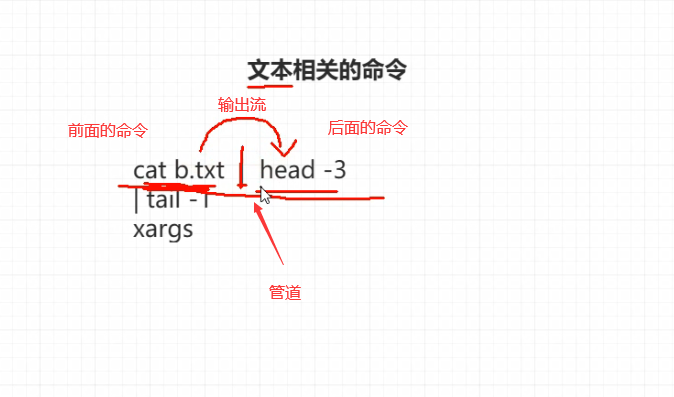 文本相关的命令
输出流
前面的命令
后面的命令
cat b.txt | head -3
| tail -1
xargs
管道